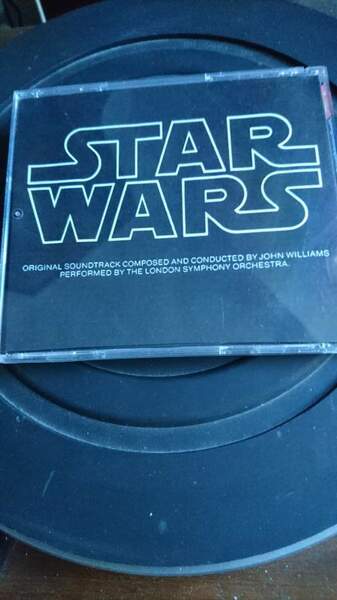 STAR
WARS
ORIGINAL SOUNDTRACK COMPOSED AND CONDUCTED BY JOHN WILLIAMS
PERFORMED BY THE LONDON SYMPHONY ORCHESTRA.